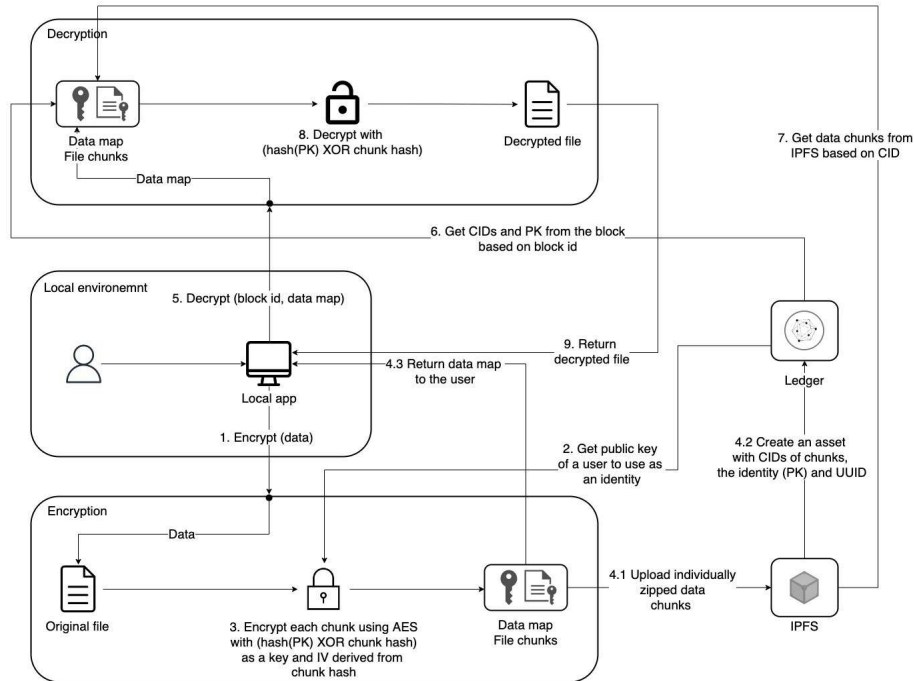 Decryption
Data map
File chunks
8. Decrypt with
(hash(PK) XOR chunk hash)
Decrypted file
7. Get data chunks from
IPFS based on CID
Data map
6. Get CIDs and PK from the block
based on block id
Local environemnt
5. Decrypt (block id, data map)
9. Return
decrypted file
4.3 Return data map
to the user
Local app
Ledger
1. Encrypt (data)
2. Get public key
of a user to use as
an identity
4.2 Create an asset
with CIDs of chunks,
the identity (PK) and UUID
Encryption
Data
4.1 Upload individually
zipped data
chunks
Original file
3. Encrypt each chunk using AES
with (hash(PK) XOR chunk hash)
as a key and IV derived from
chunk hash
Data map
File chunks
IPFS